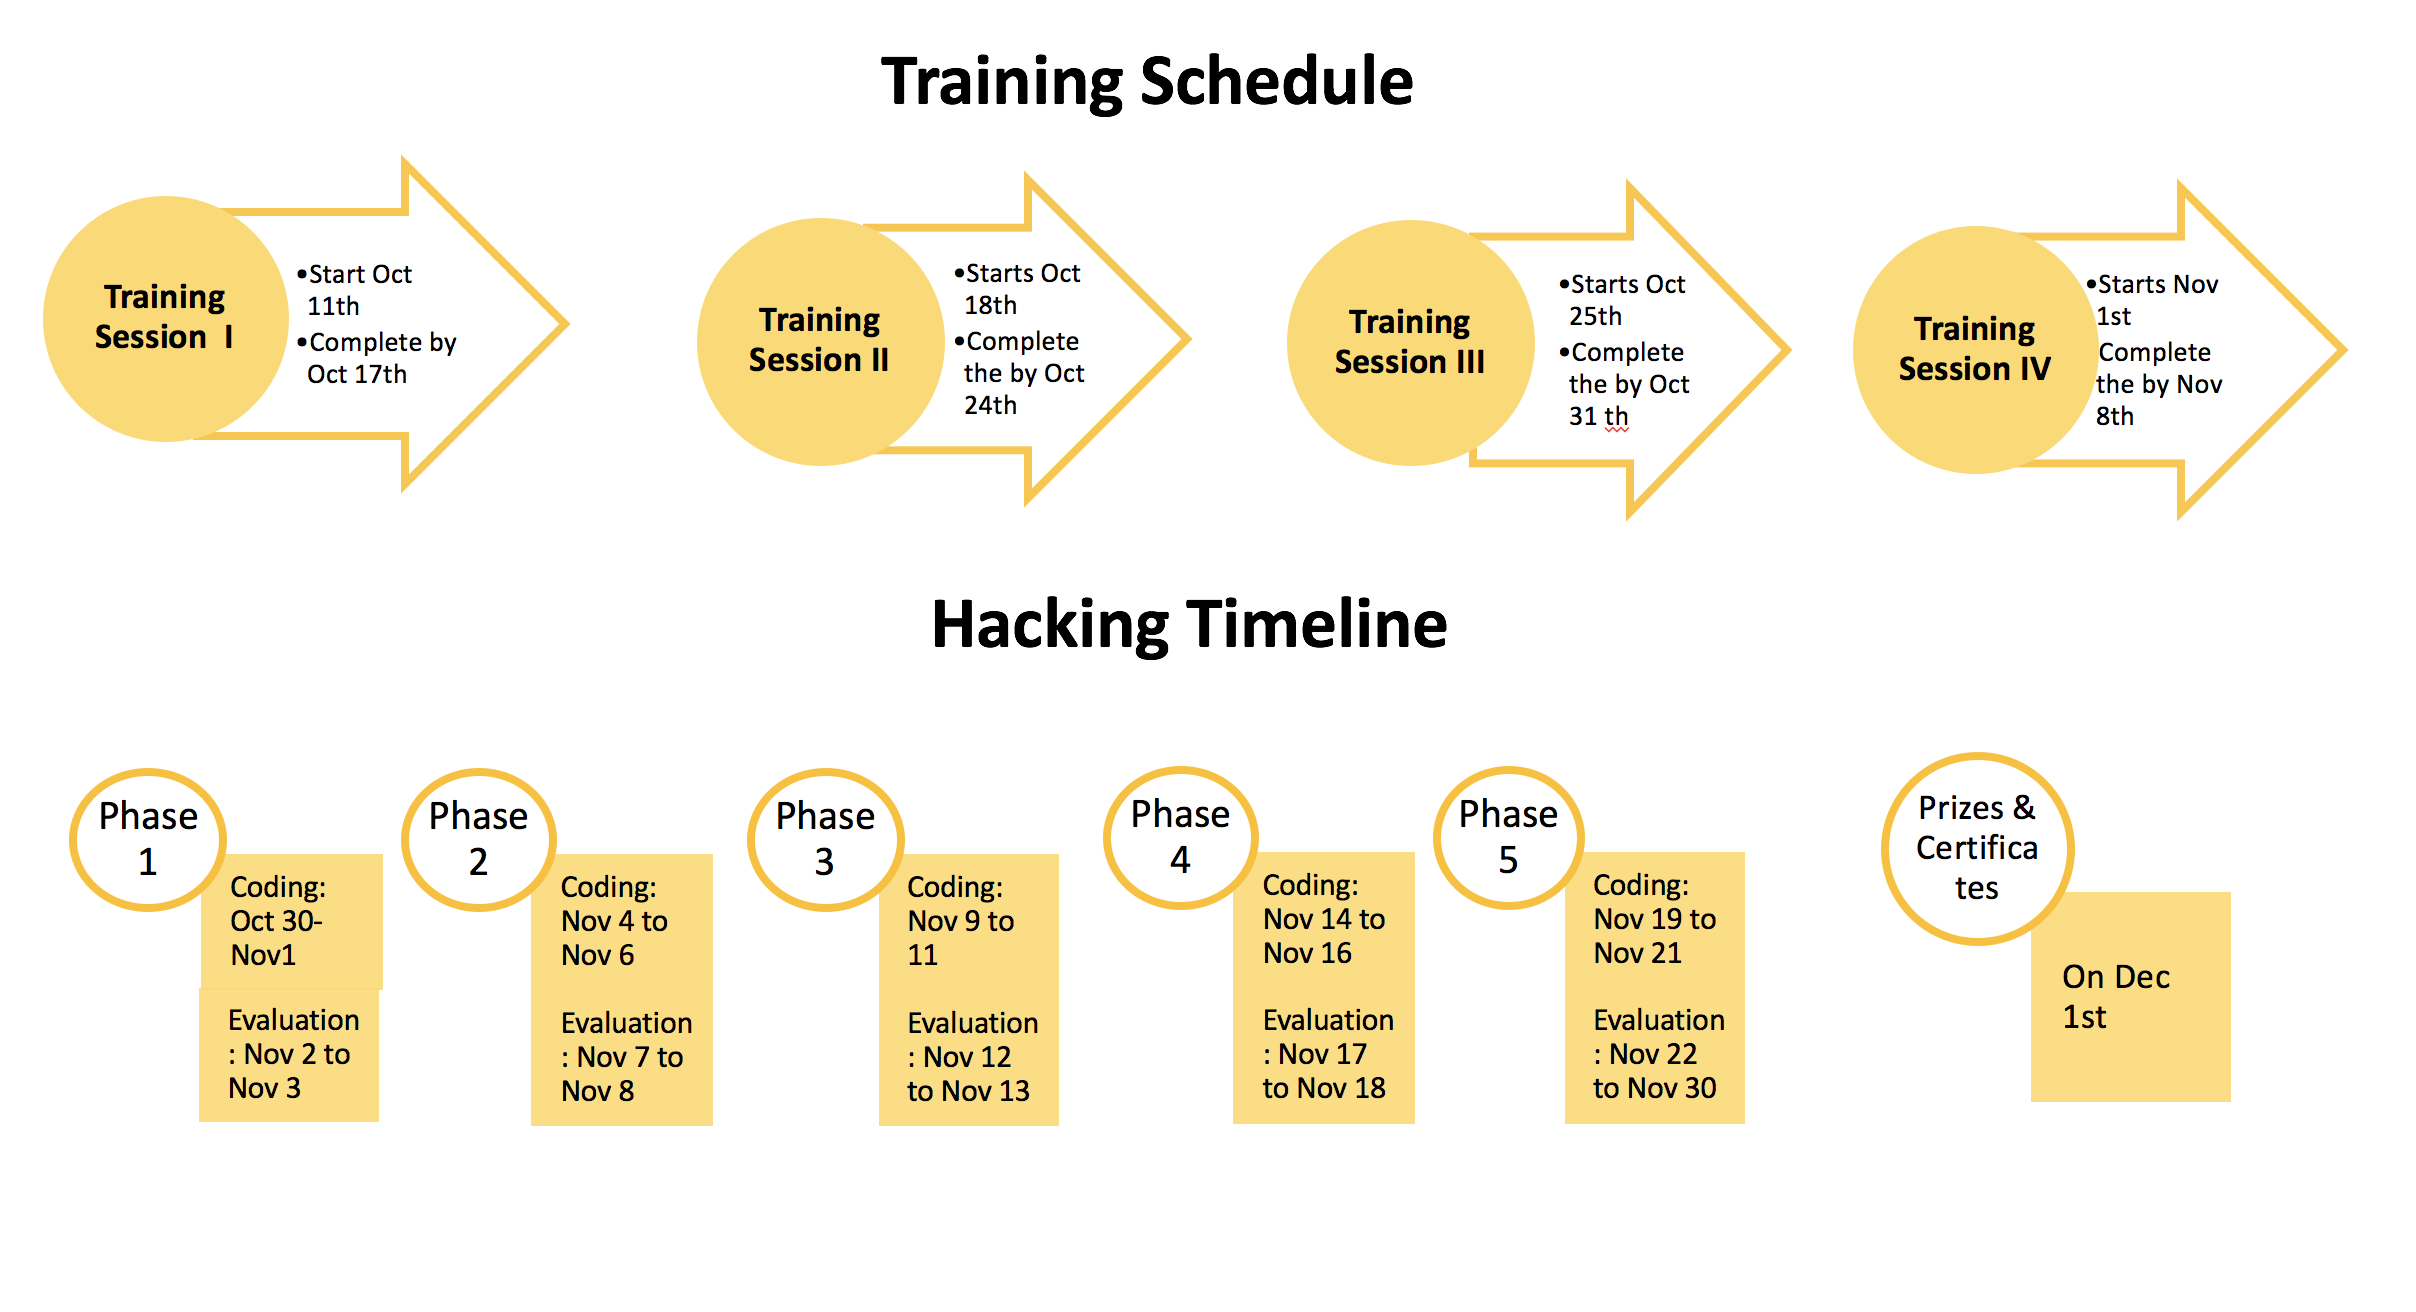 Training Schedule
Training
Session  I
•Start Oct
11th
•Complete by
Oct 17th
Training
Session II
•Starts Oct
18th
•Complete
the by Oct
24th
Training
Session III
•Starts Oct
25th
•Complete
the by Oct
31 th
Training
Session IV
•Starts Nov
1st
Complete
the by Nov
8th
Hacking Timeline
Phase
1
Coding:
Oct 30-
Nov1
Evaluation
: Nov 2 to
Nov 3
Phase
2
Coding:
Nov 4 to
Nov 6
Evaluation
: Nov 7 to
Nov 8
Phase
3
Coding:
Nov 9 to
11
Evaluation
: Nov 12
to Nov 13
Phase
4
Coding:
Nov 14 to
Nov 16
Evaluation
: Nov 17
to Nov 18
Phase
5
Coding:
Nov 19 to
Nov 21
Evaluation
: Nov 22
to Nov 30
Prizes &
Certifica
tes
On Dec
1st